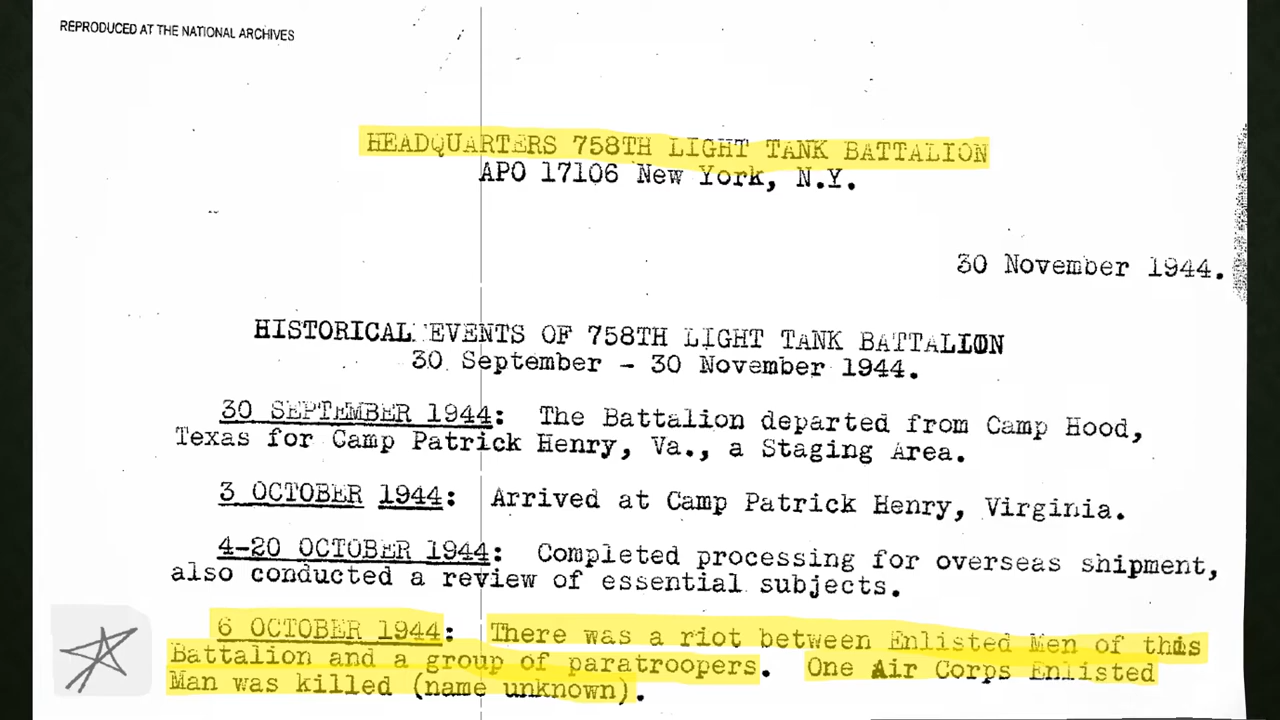 REPRODUCED AT THE NATIONAL ARCHIVES
HEADQUARTERS 758TH LIGHT TANK BATTALION
APO 17106 New York, N.Y.
30 November 1944.
HISTORICAL EVENTS OF 758TH LIGHT TANK BATTALION
30 September - 30 November 1944.
30 SEPTEMBER 1944: The Battalion departed from Camp Hood,
Texas for Camp Patrick Henry, Va., a Staging Area.
3 OCTOBER 1944: Arrived at Camp Patrick Henry, Virginia.
4-20 OCTOBER 1944: Completed processing for overseas shipment,
also conducted a review of essential subjects.
6 OCTOBER 1944: There was a riot between Enlisted Men of this
Battalion and a group of paratroopers. One Air Corps Enlisted
Man was killed (name unknown).